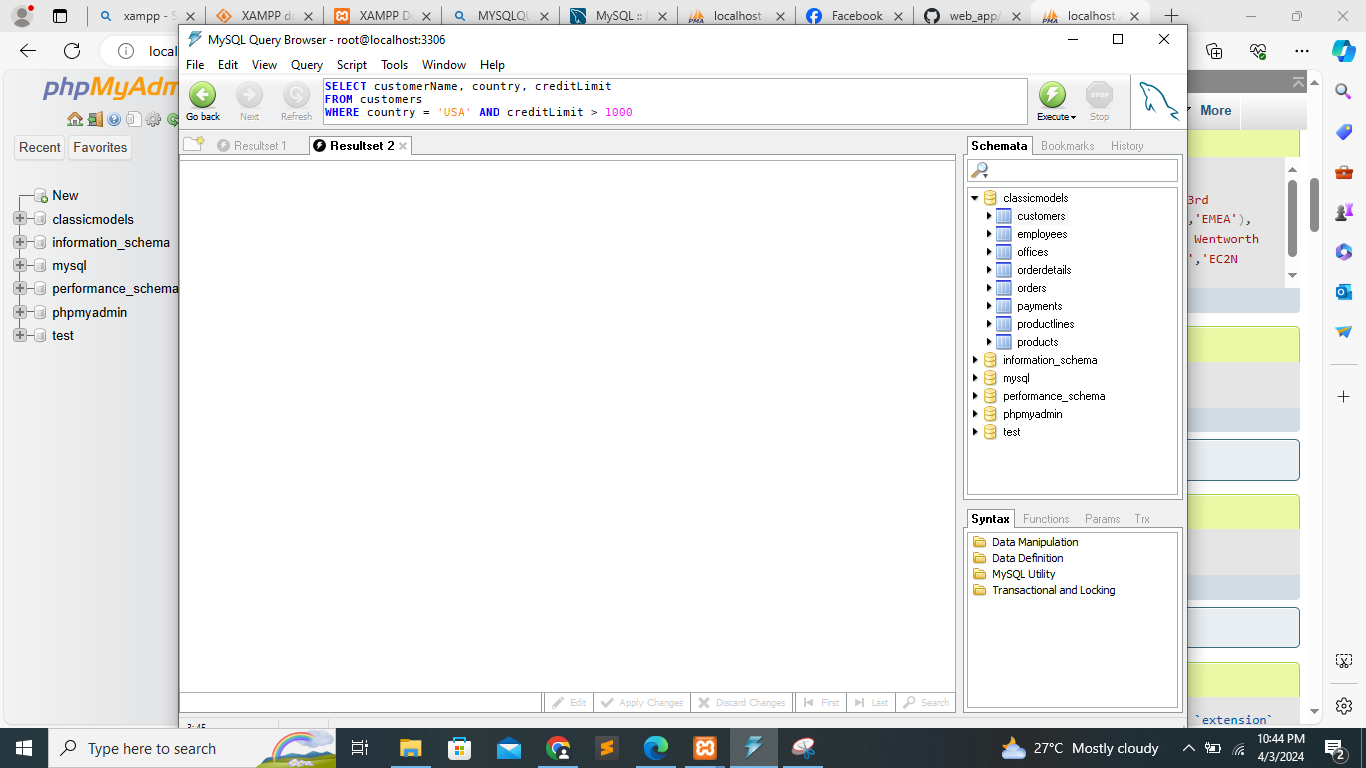 xampp - S
XAMPP de
XAMPP Do
MYSQLQU
MySQL :: D
localhost /
Facebook
web_app/
localhost /
MySQL Query Browser - root@localhost:3306
File Edit View Query Script Tools Window Help
Go back
Next
Refresh
SELECT customerName, country, creditLimit
FROM customers
WHERE country = 'USA' AND creditLimit > 1000
Execute
STOP
Stop
Resultset 1
Resultset 2
Schemata
Bookmarks
History
classicmodels
customers
employees
offices
orderdetails
orders
payments
productlines
products
information_schema
mysql
performance_schema
phpmyadmin
test
Syntax
Functions
Params
Trx
Data Manipulation
Data Definition
MySQL Utility
Transactional and Locking
Edit
Apply Changes
Discard Changes
First
Last
Search
3:45
local
phpMyAdm
Recent
Favorites
New
classicmodels
information_schema
mysql
performance_schema
phpmyadmin
test
More
3rd
,'EMEA'),
Wentworth
','EC2N
`extension`
Type here to search
27°C Mostly cloudy
10:44 PM
4/3/2024
2